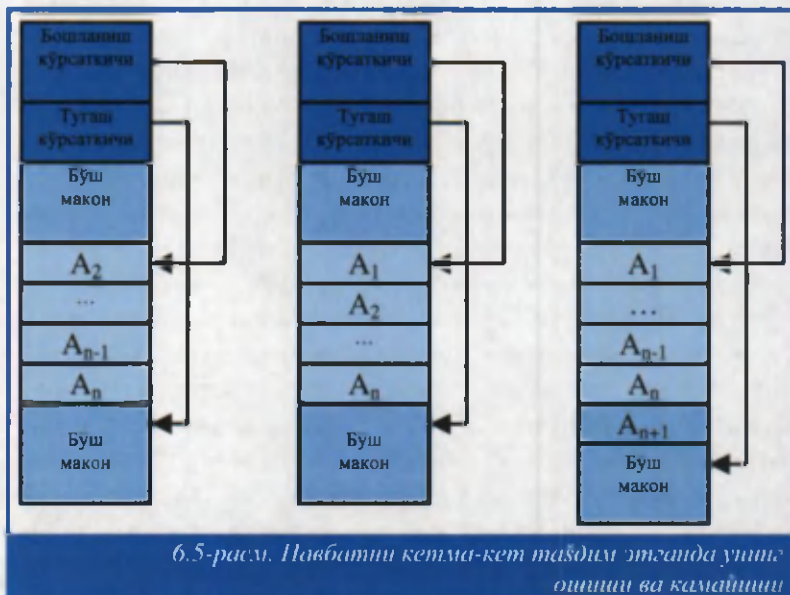 Бошланиш
кўрсаткичи
Тугаш
кўрсаткичи
Бўш
макон
A₂
...
Aₙ₋₁
Aₙ
Бўш
макон
Бошланиш
кўрсаткичи
Тугаш
кўрсаткичи
Бўш
макон
A₁
A₂
...
Aₙ
Бўш
макон
Бошланиш
кўрсаткичи
Тугаш
кўрсаткичи
Бўш
макон
A₁
...
Aₙ₋₁
Aₙ
Aₙ₊₁
Бўш
макон
6.5-расм. Навбатни кетма-кет тақдим этганда унинг
ошиши ва камайиши